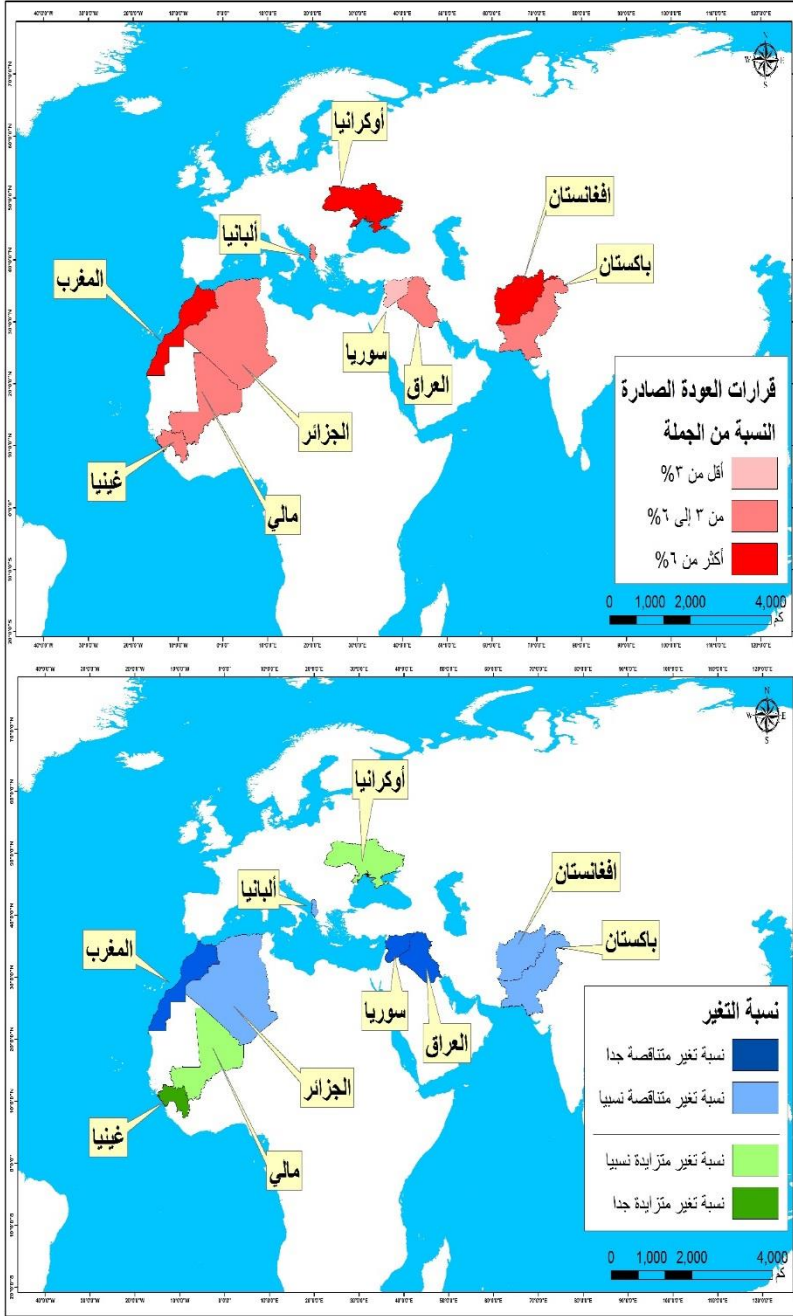 N
W E
S
أوكرانيا
افغانستان
ألبانيا
باكستان
المغرب
سوريا
العراق
الجزائر
غينيا
مالي
قرارات العودة الصادرة
النسبة من الجملة
أقل من ٣%
من ٣ إلى ٦%
أكثر من ٦%
0 1,000 2,000 4,000
كم
N
W E
S
أوكرانيا
افغانستان
ألبانيا
باكستان
المغرب
سوريا
العراق
الجزائر
غينيا
مالي
نسبة التغير
نسبة تغير متناقصة جدا
نسبة تغير متناقصة نسبيا
نسبة تغير متزايدة نسبيا
نسبة تغير متزايدة جدا
0 1,000 2,000 4,000
كم